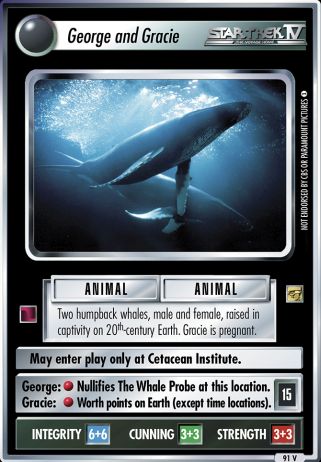 George and Gracie
STAR TREK IV
THE VOYAGE HOME
NOT ENDORSED BY CBS OR PARAMOUNT PICTURES
ANIMAL ANIMAL
Two humpback whales, male and female, raised in
captivity on 20th-century Earth. Gracie is pregnant.
May enter play only at Cetacean Institute.
George: Nullifies The Whale Probe at this location.
Gracie: Worth points on Earth (except time locations).
15
INTEGRITY 6+6 CUNNING 3+3 STRENGTH 3+3
91 V